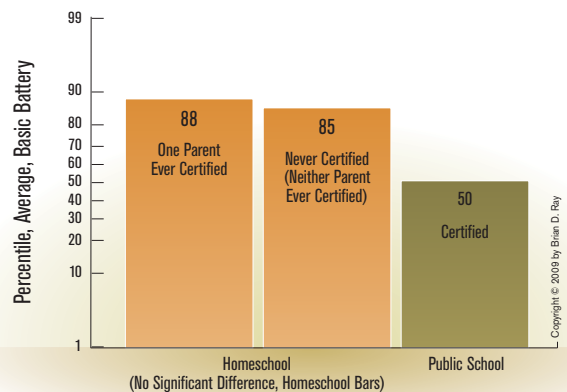 Percentile, Average, Basic Battery
99
90
80
70
60
50
40
30
20
10
1
88
One Parent
Ever Certified
85
Never Certified
(Neither Parent
Ever Certified)
50
Certified
Homeschool
(No Significant Difference, Homeschool Bars)
Public School
Copyright © 2009 by Brian D. Ray